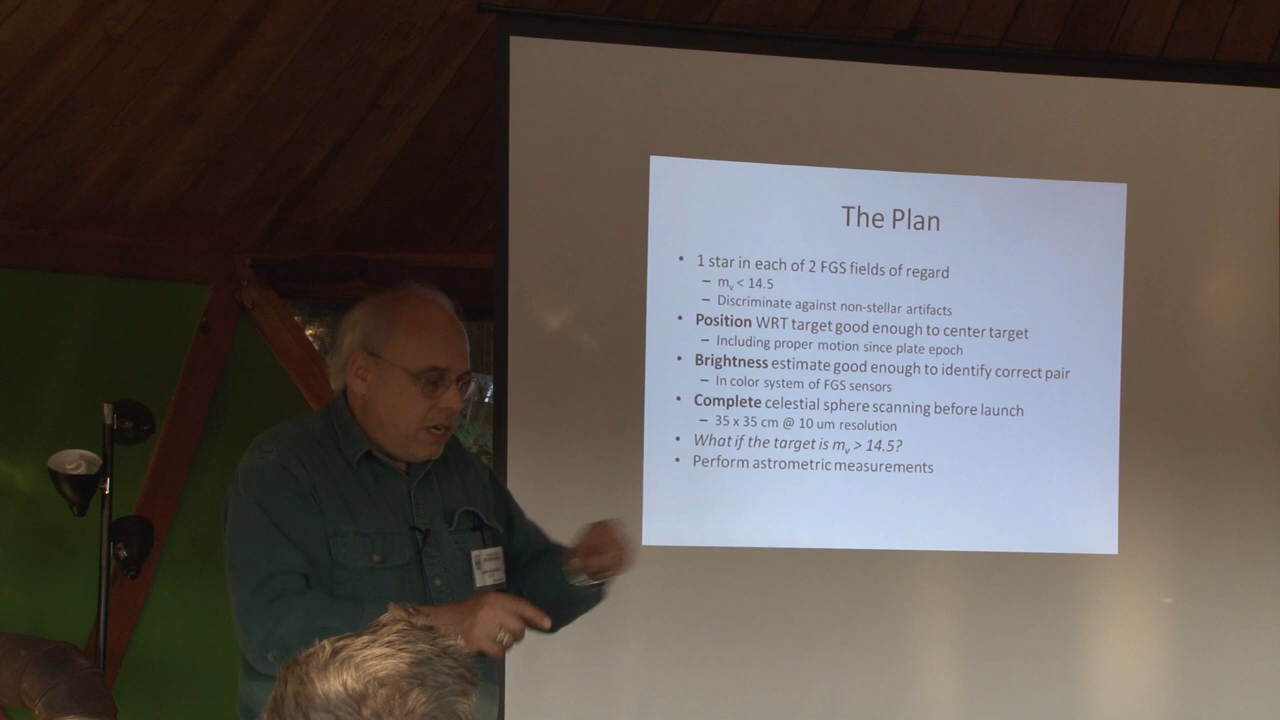 The Plan
• 1 star in each of 2 FGS fields of regard
– mv < 14.5
– Discriminate against non-stellar artifacts
• Position WRT target good enough to center target
– Including proper motion since plate epoch
• Brightness estimate good enough to identify correct pair
– In color system of FGS sensors
• Complete celestial sphere scanning before launch
– 35 x 35 cm @ 10 um resolution
• What if the target is mv > 14.5?
• Perform astrometric measurements